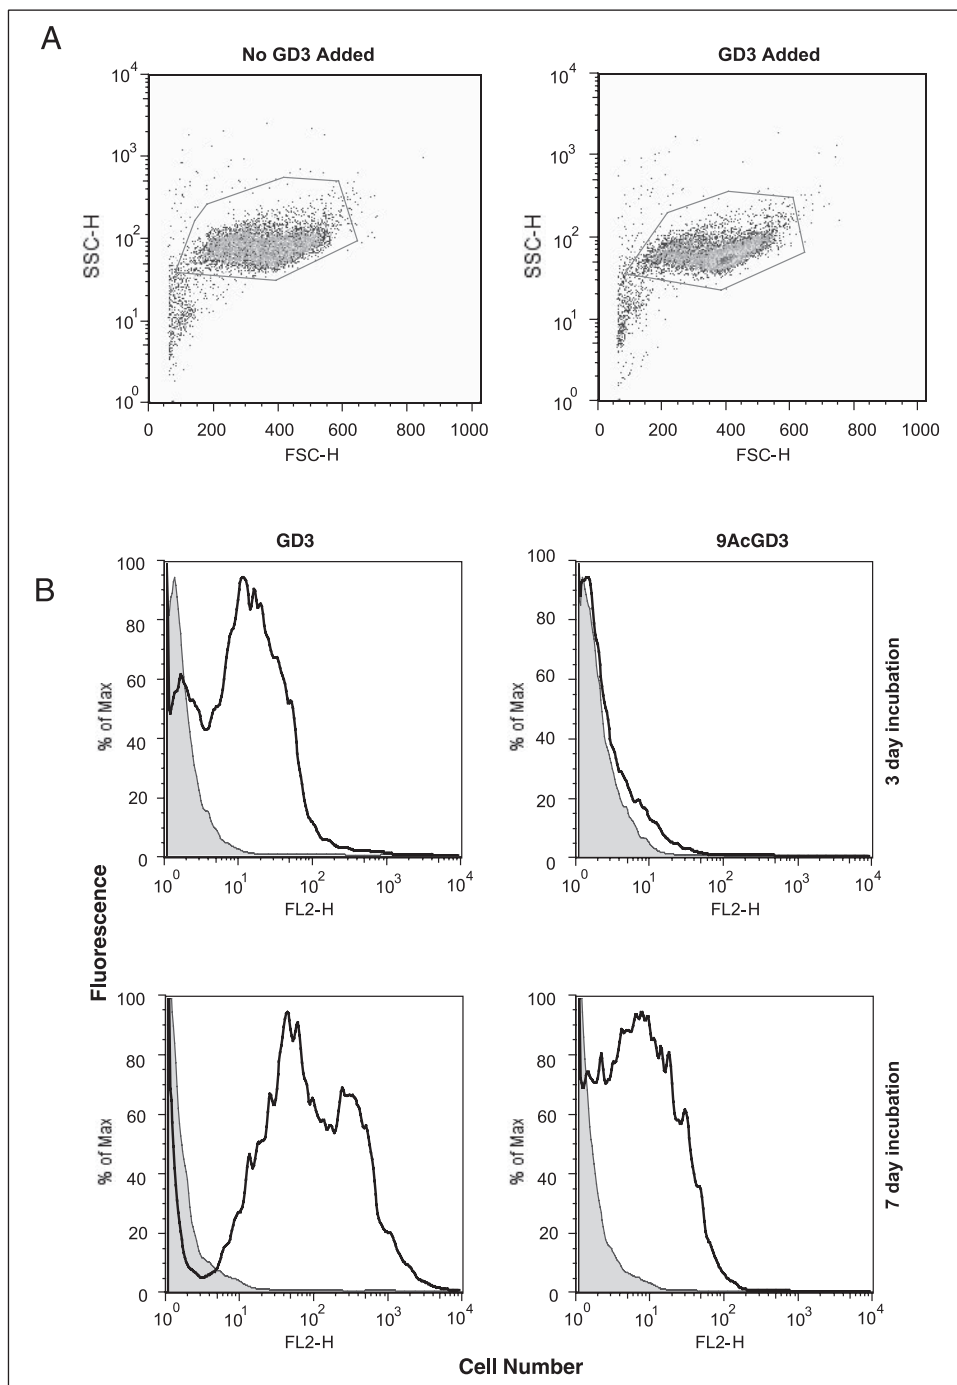 A
No GD3 Added
GD3 Added
10^4
10^3
10^2
10^1
10^0
SSC-H
0 200 400 600 800 1000
FSC-H
10^4
10^3
10^2
10^1
10^0
SSC-H
0 200 400 600 800 1000
FSC-H
B
GD3
9AcGD3
100
80
60
40
20
0
% of Max
10^0 10^1 10^2 10^3 10^4
FL2-H
100
80
60
40
20
0
% of Max
10^0 10^1 10^2 10^3 10^4
FL2-H
3 day incubation
Fluorescence
100
80
60
40
20
0
% of Max
10^0 10^1 10^2 10^3 10^4
FL2-H
100
80
60
40
20
0
% of Max
10^0 10^1 10^2 10^3 10^4
FL2-H
7 day incubation
Cell Number